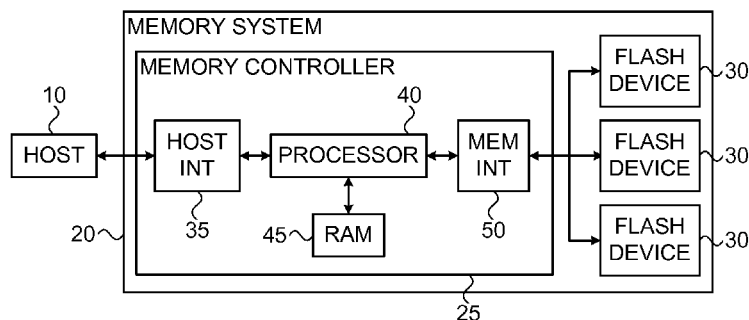 MEMORY SYSTEM
MEMORY CONTROLLER
10
HOST
HOST
INT
35
40
PROCESSOR
45
RAM
MEM
INT
50
FLASH
DEVICE
30
FLASH
DEVICE
30
FLASH
DEVICE
30
20
25